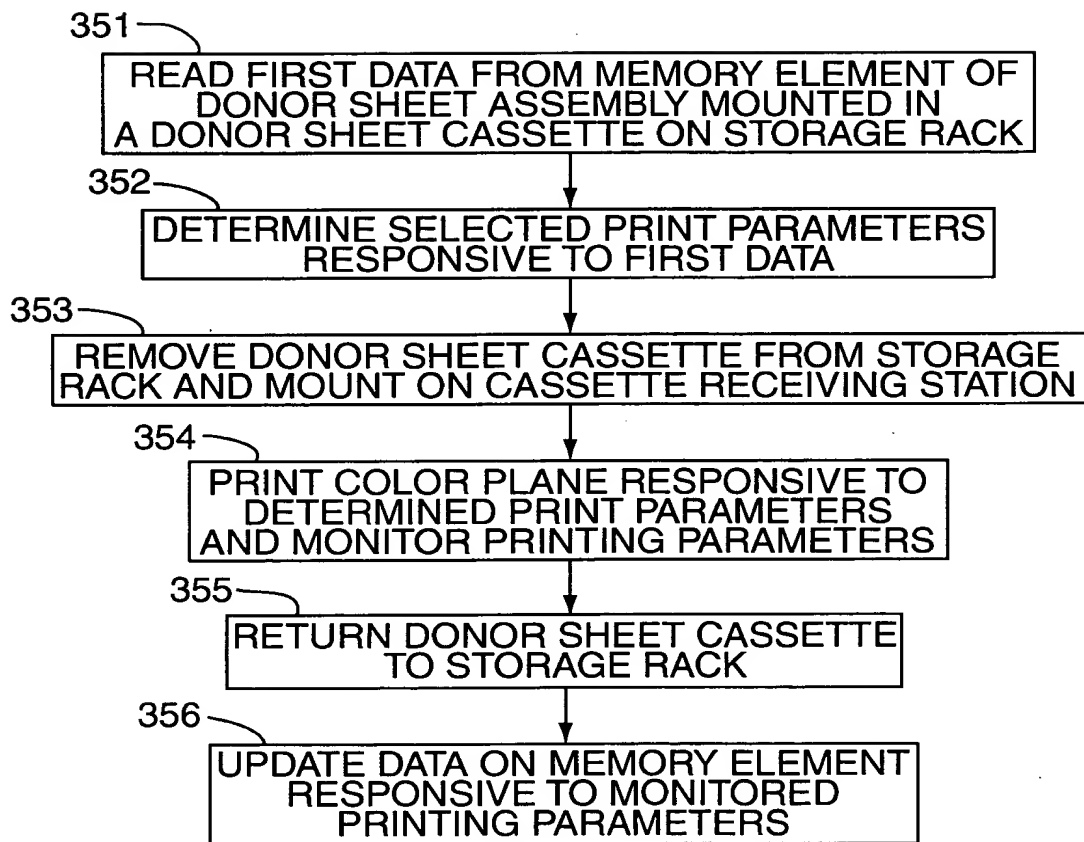 351
READ FIRST DATA FROM MEMORY ELEMENT OF
DONOR SHEET ASSEMBLY MOUNTED IN
A DONOR SHEET CASSETTE ON STORAGE RACK
352
DETERMINE SELECTED PRINT PARAMETERS
RESPONSIVE TO FIRST DATA
353
REMOVE DONOR SHEET CASSETTE FROM STORAGE
RACK AND MOUNT ON CASSETTE RECEIVING STATION
354
PRINT COLOR PLANE RESPONSIVE TO
DETERMINED PRINT PARAMETERS
AND MONITOR PRINTING PARAMETERS
355
RETURN DONOR SHEET CASSETTE
TO STORAGE RACK
356
UPDATE DATA ON MEMORY ELEMENT
RESPONSIVE TO MONITORED
PRINTING PARAMETERS